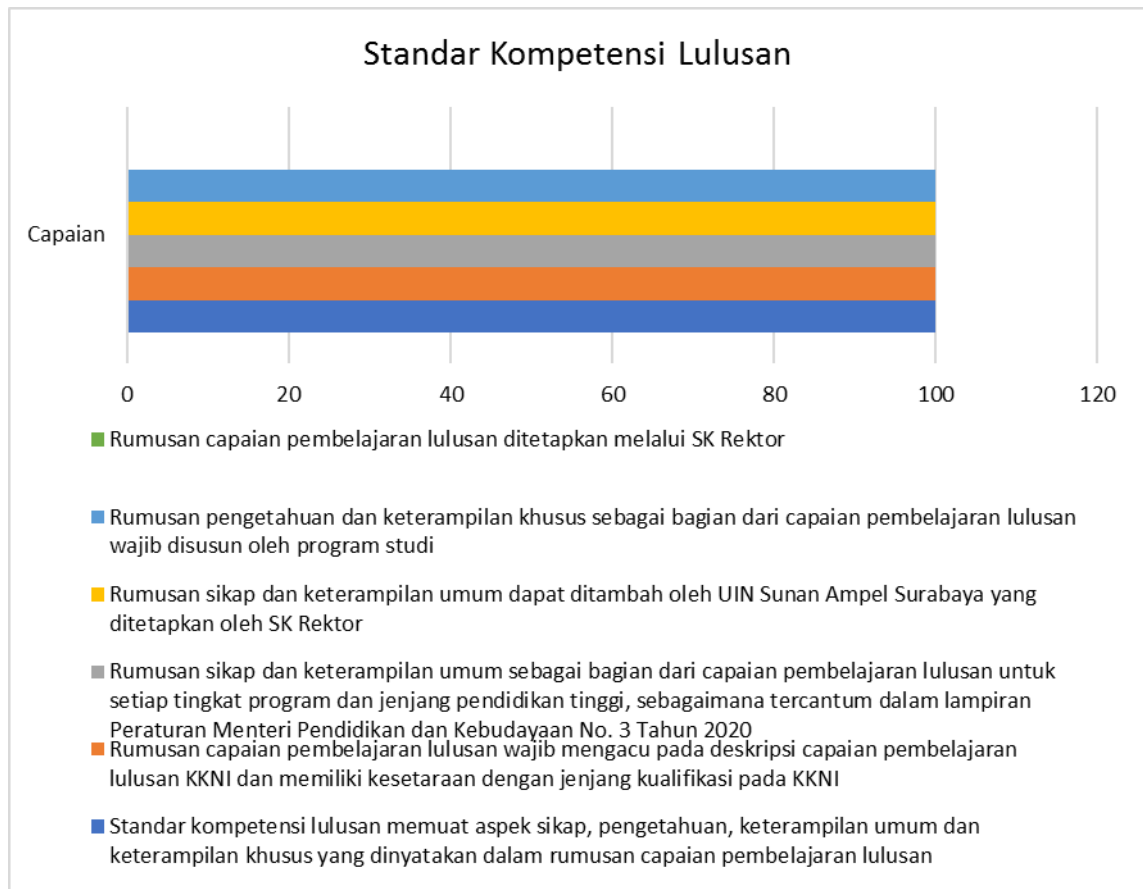 Standar Kompetensi Lulusan
Capaian
0 20 40 60 80 100 120
Rumusan capaian pembelajaran lulusan ditetapkan melalui SK Rektor
Rumusan pengetahuan dan keterampilan khusus sebagai bagian dari capaian pembelajaran lulusan
wajib disusun oleh program studi
Rumusan sikap dan keterampilan umum dapat ditambah oleh UIN Sunan Ampel Surabaya yang
ditetapkan oleh SK Rektor
Rumusan sikap dan keterampilan umum sebagai bagian dari capaian pembelajaran lulusan untuk
setiap tingkat program dan jenjang pendidikan tinggi, sebagaimana tercantum dalam lampiran
Peraturan Menteri Pendidikan dan Kebudayaan No. 3 Tahun 2020
Rumusan capaian pembelajaran lulusan wajib mengacu pada deskripsi capaian pembelajaran
lulusan KKNI dan memiliki kesetaraan dengan jenjang kualifikasi pada KKNI
Standar kompetensi lulusan memuat aspek sikap, pengetahuan, keterampilan umum dan
keterampilan khusus yang dinyatakan dalam rumusan capaian pembelajaran lulusan